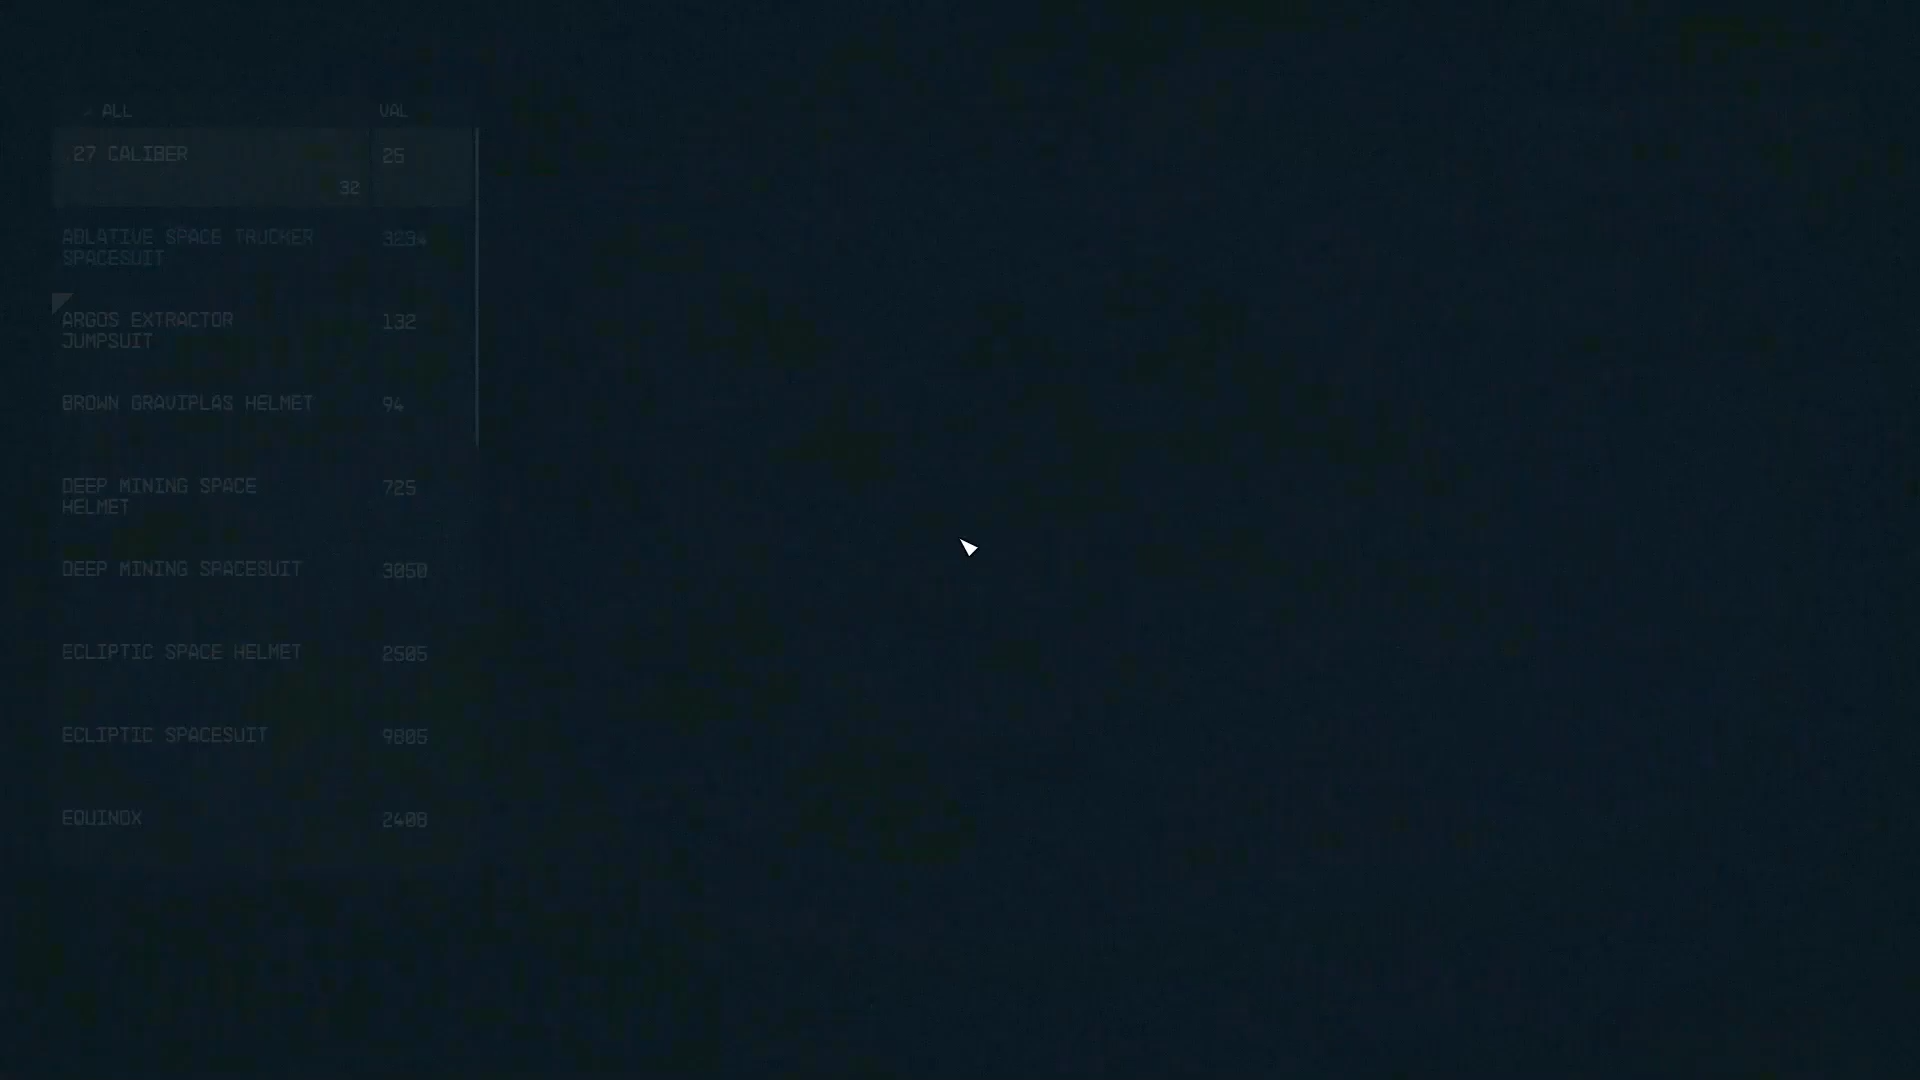 ALL VAL
27 CALIBER 25
32
ABLATIVE SPACE TRUCKER 3234
SPACESUIT
ARGOS EXTRACTOR 132
JUMPSUIT
BROWN GRAVIPLAS HELMET 94
DEEP MINING SPACE 725
HELMET
DEEP MINING SPACESUIT 3050
ECLIPTIC SPACE HELMET 2505
ECLIPTIC SPACESUIT 9805
EQUINOX 2408